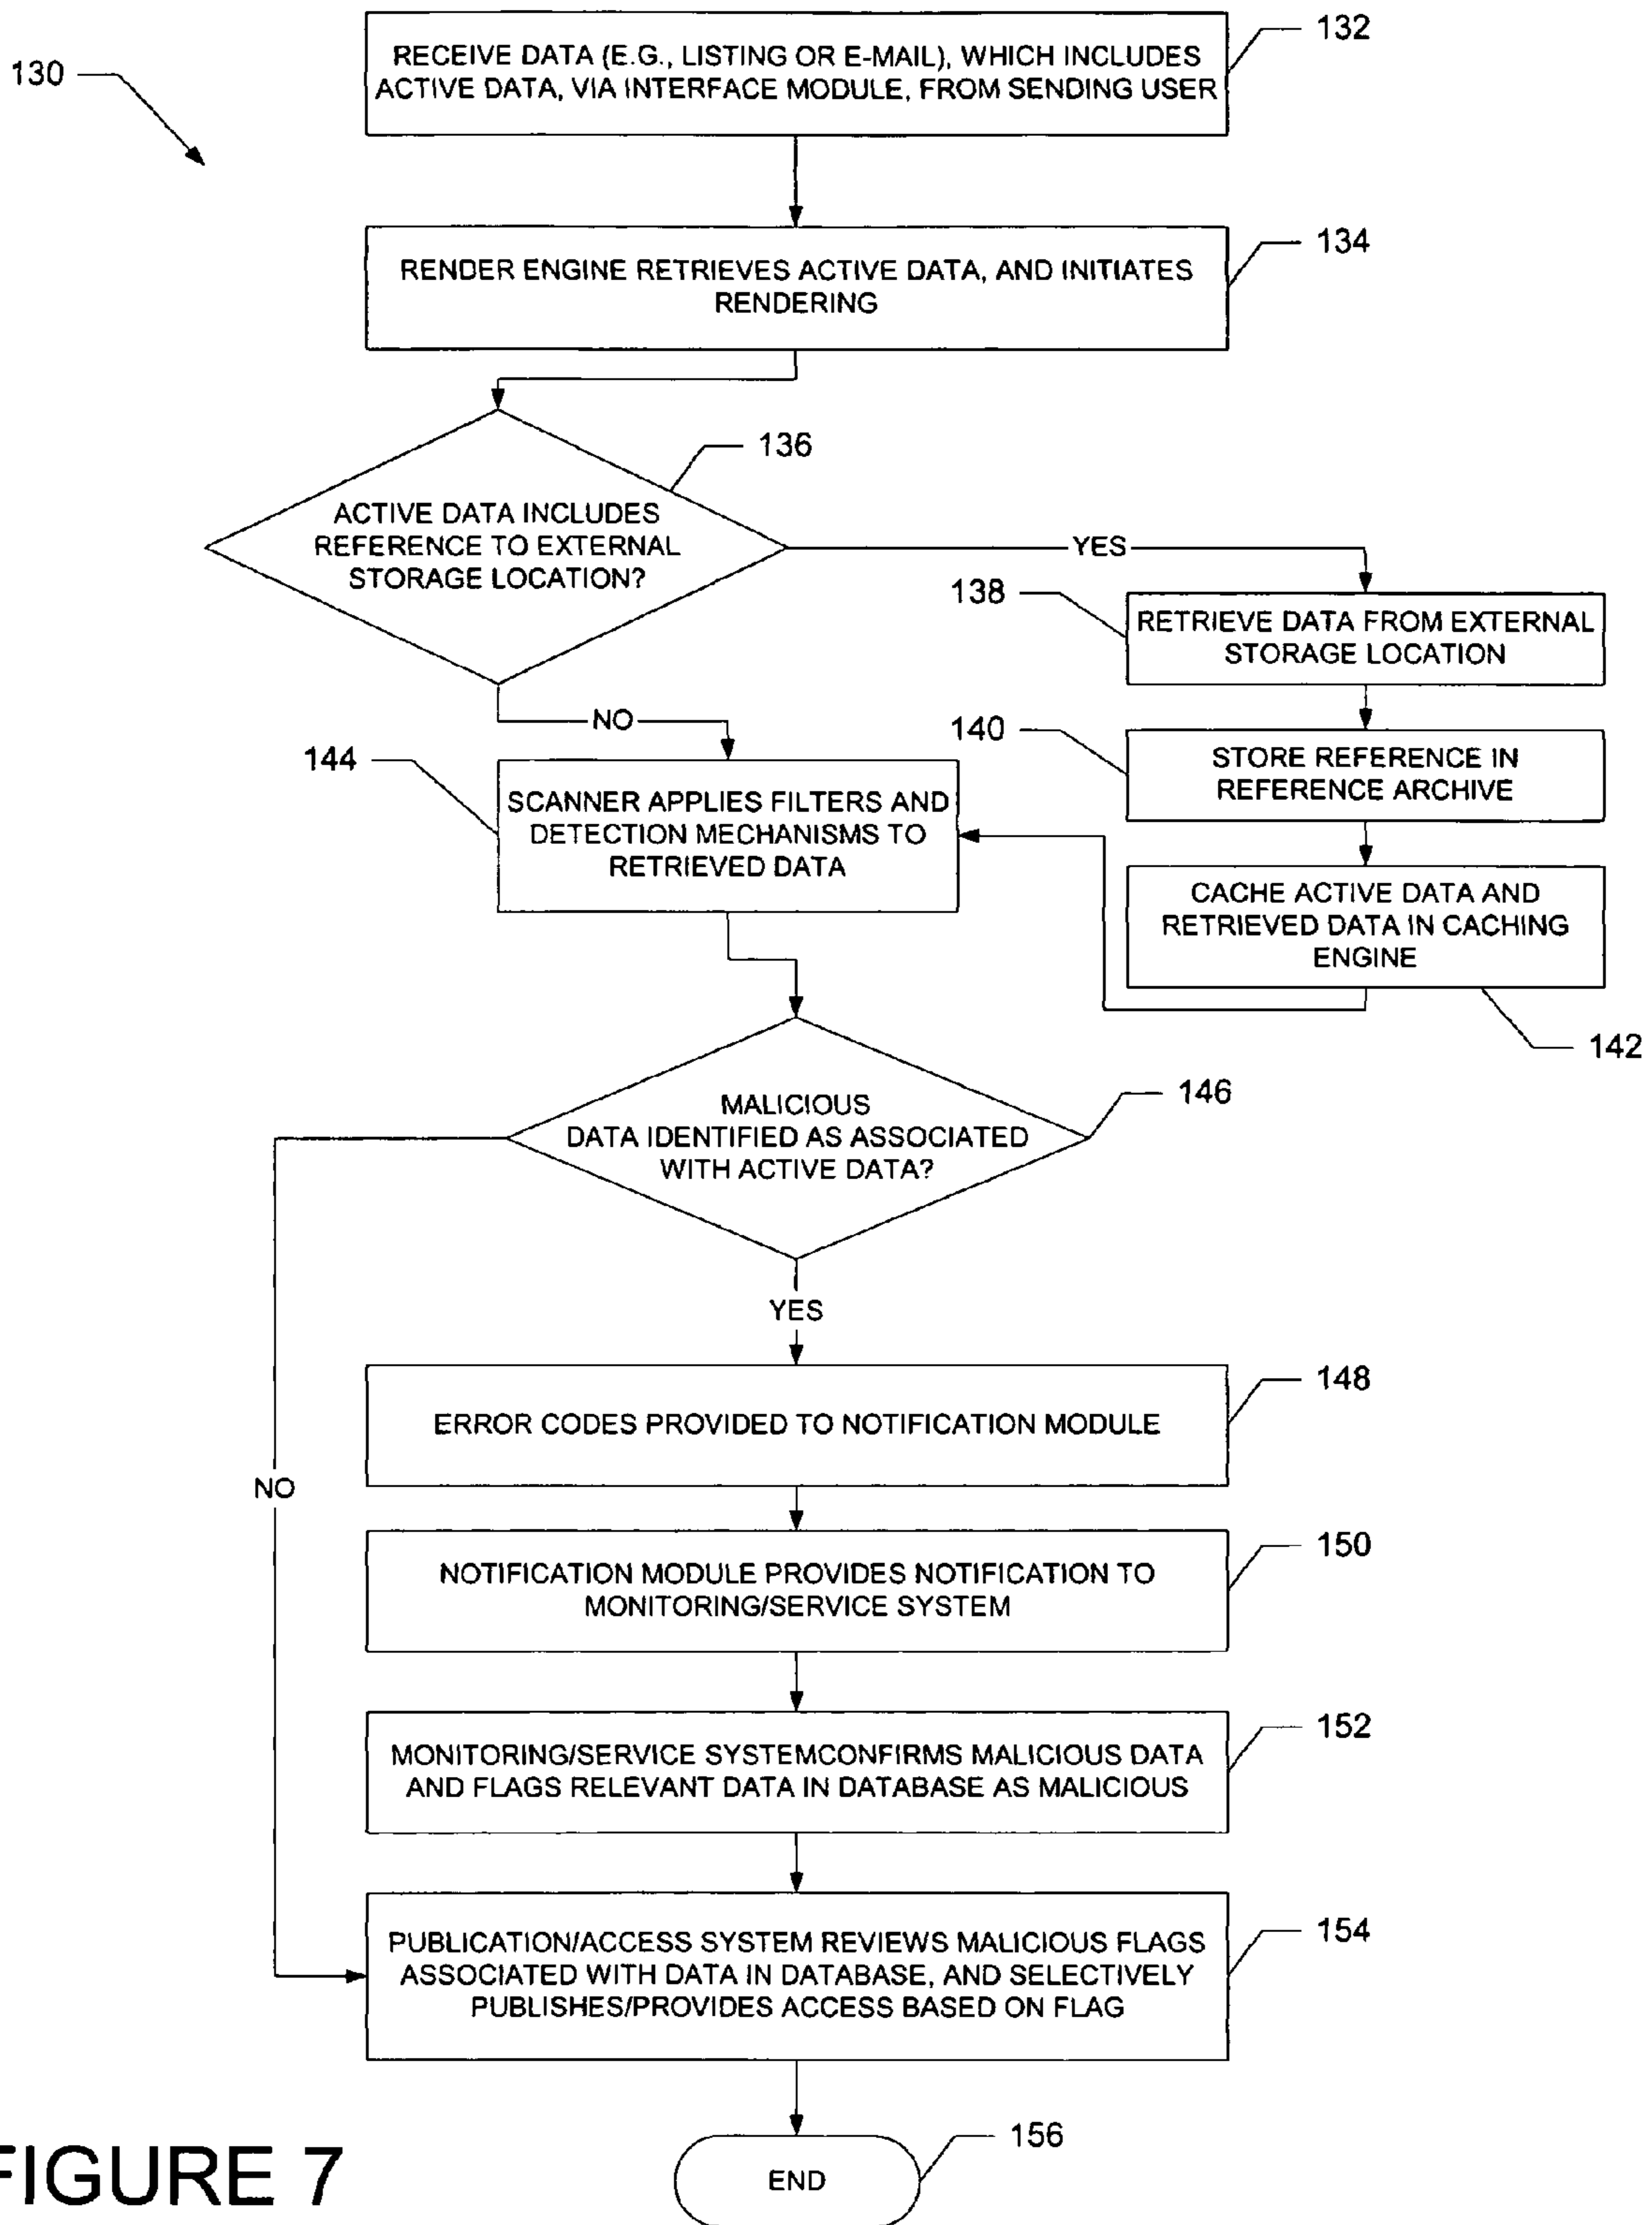 130
132
RECEIVE DATA (E.G., LISTING OR E-MAIL), WHICH INCLUDES
ACTIVE DATA, VIA INTERFACE MODULE, FROM SENDING USER
134
RENDER ENGINE RETRIEVES ACTIVE DATA, AND INITIATES
RENDERING
136
ACTIVE DATA INCLUDES
REFERENCE TO EXTERNAL
STORAGE LOCATION?
YES
138
RETRIEVE DATA FROM EXTERNAL
STORAGE LOCATION
140
STORE REFERENCE IN
REFERENCE ARCHIVE
CACHE ACTIVE DATA AND
RETRIEVED DATA IN CACHING
ENGINE
142
NO
144
SCANNER APPLIES FILTERS AND
DETECTION MECHANISMS TO
RETRIEVED DATA
146
MALICIOUS
DATA IDENTIFIED AS ASSOCIATED
WITH ACTIVE DATA?
YES
NO
148
ERROR CODES PROVIDED TO NOTIFICATION MODULE
150
NOTIFICATION MODULE PROVIDES NOTIFICATION TO
MONITORING/SERVICE SYSTEM
152
MONITORING/SERVICE SYSTEMCONFIRMS MALICIOUS DATA
AND FLAGS RELEVANT DATA IN DATABASE AS MALICIOUS
154
PUBLICATION/ACCESS SYSTEM REVIEWS MALICIOUS FLAGS
ASSOCIATED WITH DATA IN DATABASE, AND SELECTIVELY
PUBLISHES/PROVIDES ACCESS BASED ON FLAG
156
END
FIGURE 7